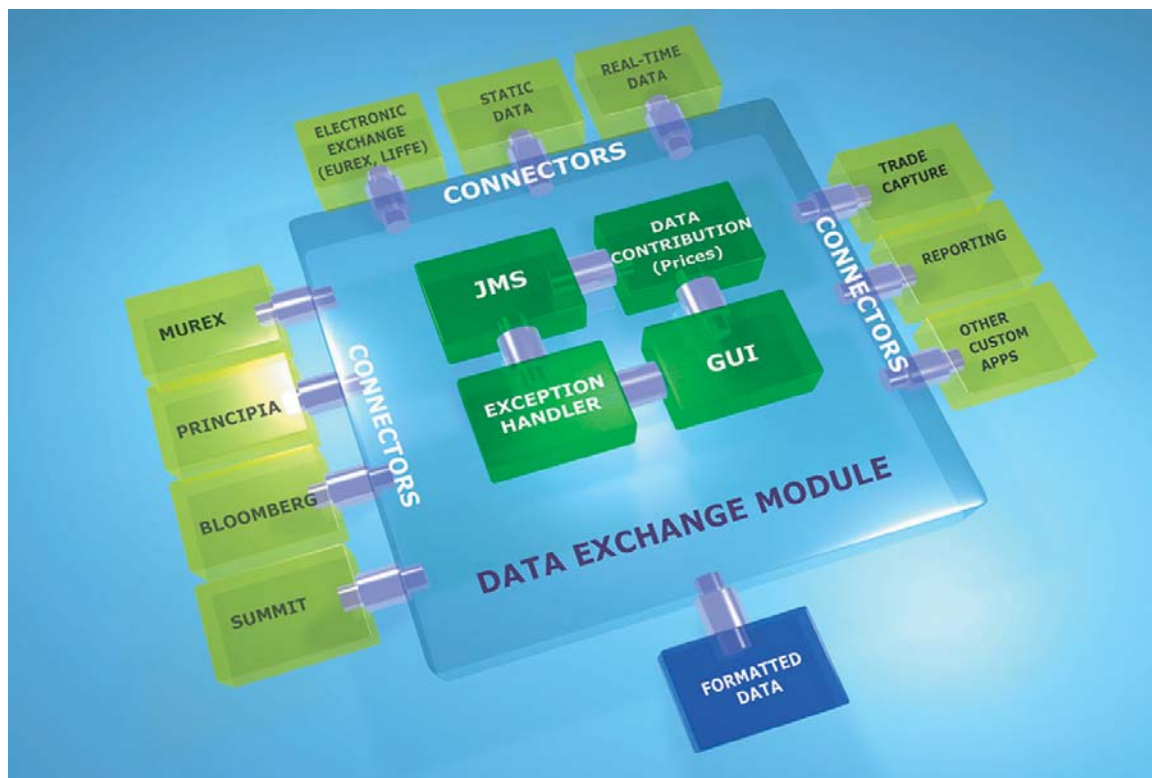 REAL-TIME
DATA
STATIC
DATA
ELECTRONIC
EXCHANGE
(EUREX, LIFFE)
CONNECTORS
TRADE
CAPTURE
REPORTING
OTHER
CUSTOM
APPS
CONNECTORS
DATA
CONTRIBUTION
(Prices)
JMS
GUI
EXCEPTION
HANDLER
MUREX
PRINCIPIA
BLOOMBERG
SUMMIT
CONNECTORS
DATA EXCHANGE MODULE
FORMATTED
DATA